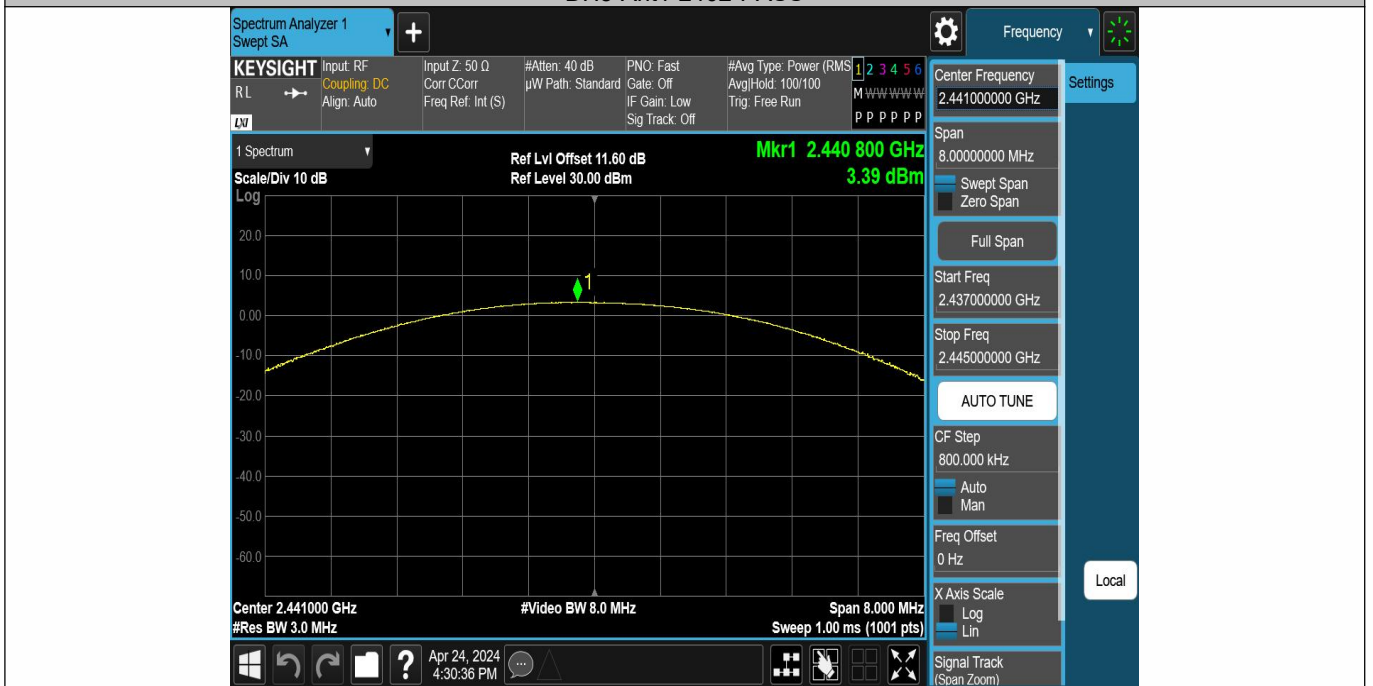 Spectrum Analyzer 1
Swept SA
+
Frequency
KEYSIGHT
RL
LXI
Input: RF
Coupling: DC
Align: Auto
Input Z: 50 Ω
Corr CCorr
Freq Ref: Int (S)
#Atten: 40 dB
µW Path: Standard
PNO: Fast
Gate: Off
IF Gain: Low
Sig Track: Off
#Avg Type: Power (RMS
Avg|Hold: 100/100
Trig: Free Run
1 2 3 4 5 6
M W W W W W
P P P P P P
1 Spectrum
Scale/Div 10 dB
Ref Lvl Offset 11.60 dB
Ref Level 30.00 dBm
Mkr1 2.440 800 GHz
3.39 dBm
Log
20.0
10.0
0.00
-10.0
-20.0
-30.0
-40.0
-50.0
-60.0
1
Center 2.441000 GHz
#Res BW 3.0 MHz
#Video BW 8.0 MHz
Span 8.000 MHz
Sweep 1.00 ms (1001 pts)
Center Frequency
2.441000000 GHz
Span
8.00000000 MHz
Swept Span
Zero Span
Full Span
Start Freq
2.437000000 GHz
Stop Freq
2.445000000 GHz
AUTO TUNE
CF Step
800.000 kHz
Auto
Man
Freq Offset
0 Hz
X Axis Scale
Log
Lin
Signal Track
(Span Zoom)
Settings
Local
?
Apr 24, 2024
4:30:36 PM